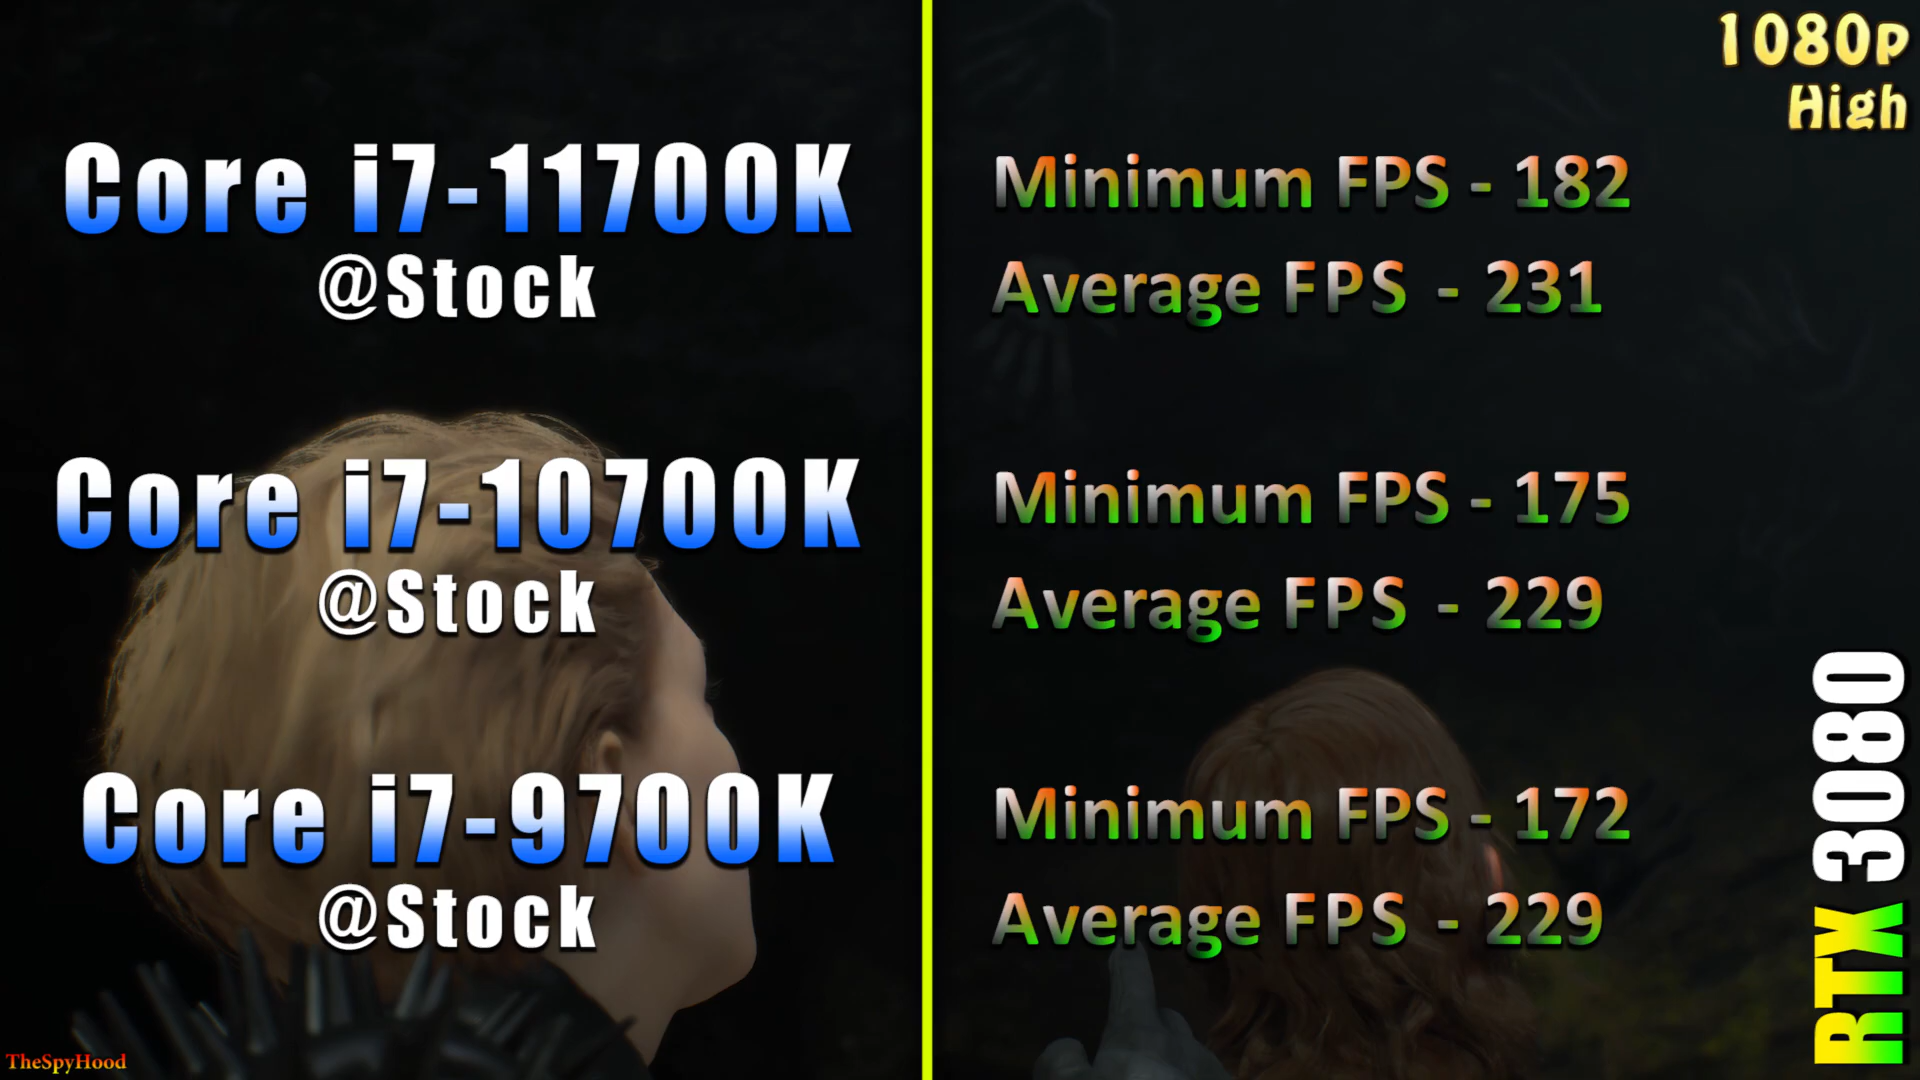 1080p
High
Core i7-11700K
@Stock
Minimum FPS - 182
Average FPS - 231
Core i7-10700K
@Stock
Minimum FPS - 175
Average FPS - 229
Core i7-9700K
@Stock
Minimum FPS - 172
Average FPS - 229
RTX 3080
TheSpyHood